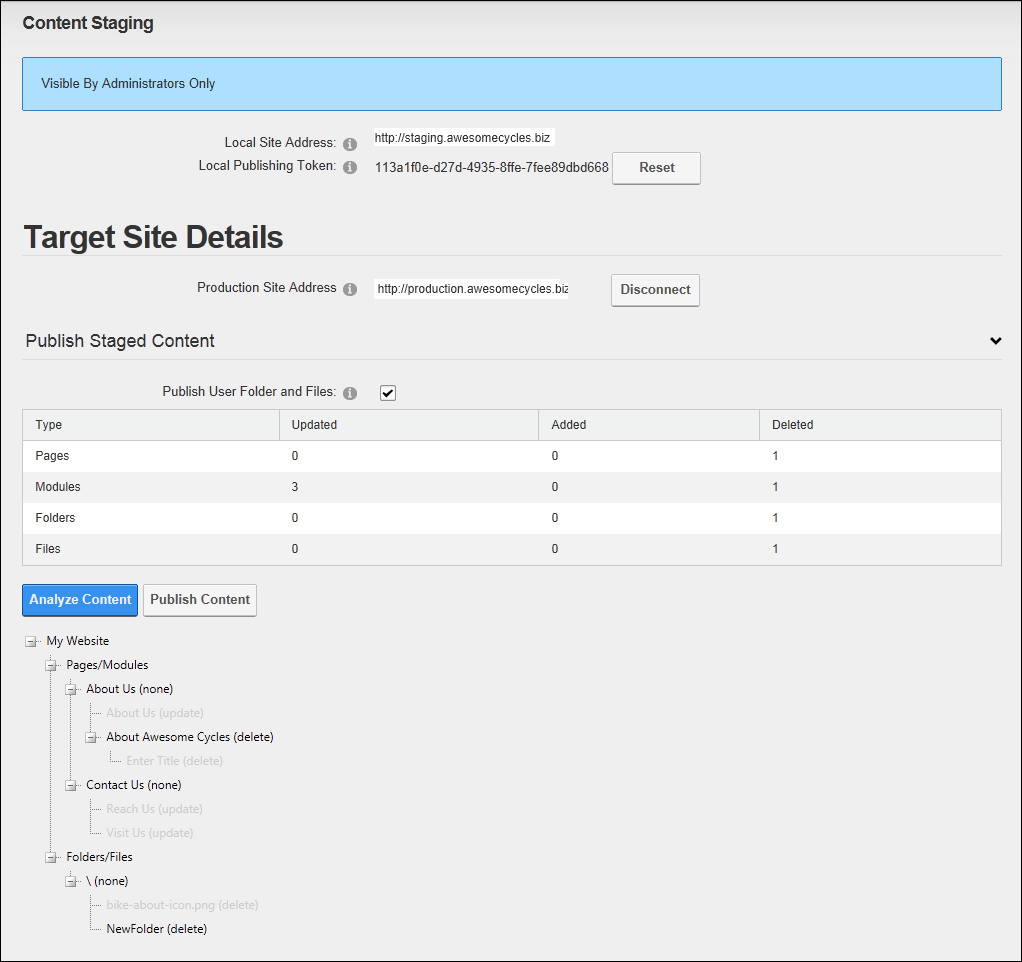 Content Staging
Visible By Administrators Only
Local Site Address: http://staging.awesomecycles.biz
Local Publishing Token: 113a1f0e-d27d-4935-8ffe-7fee89dbd668 Reset
Target Site Details
Production Site Address http://production.awesomecycles.biz Disconnect
Publish Staged Content
Publish User Folder and Files:
Type Updated Added Deleted
Pages 0 0 1
Modules 3 0 1
Folders 0 0 1
Files 0 0 1
Analyze Content Publish Content
My Website
Pages/Modules
About Us (none)
About Us (update)
About Awesome Cycles (delete)
Enter Title (delete)
Contact Us (none)
Reach Us (update)
Visit Us (update)
Folders/Files
\ (none)
bike-about-icon.png (delete)
NewFolder (delete)